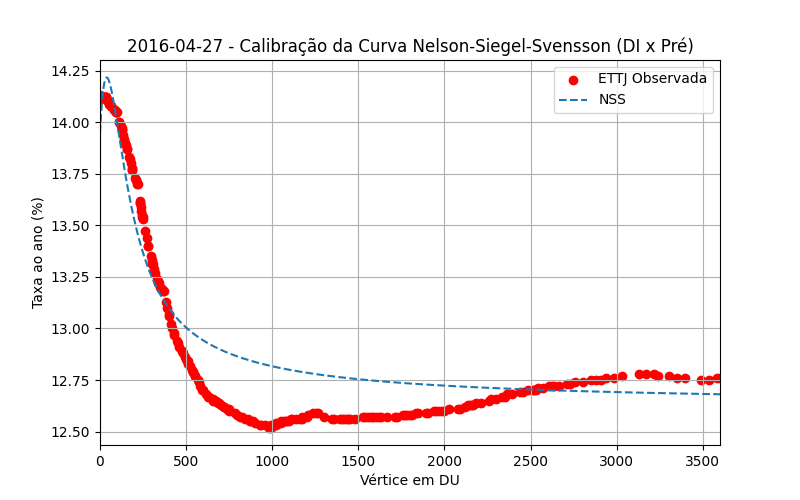 2016-04-27 - Calibração da Curva Nelson-Siegel-Svensson (DI x Pré)
ETTJ Observada
NSS
Taxa ao ano (%)
14.25
14.00
13.75
13.50
13.25
13.00
12.75
12.50
0 500 1000 1500 2000 2500 3000 3500
Vértice em DU